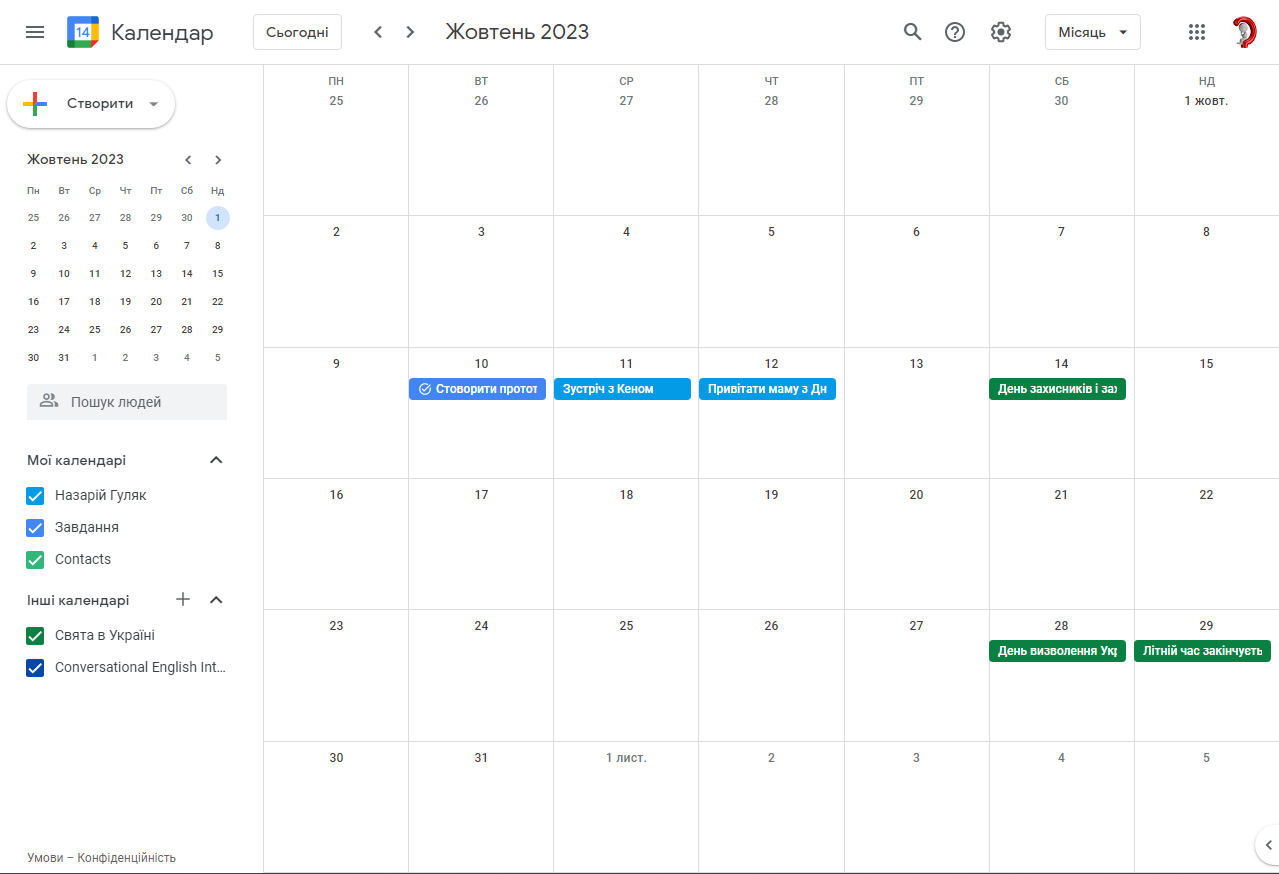 14 Календар Сьогодні Жовтень 2023 Місяць
Створити
Жовтень 2023
Пн Вт Ср Чт Пт Сб Нд
25 26 27 28 29 30 1
2 3 4 5 6 7 8
9 10 11 12 13 14 15
16 17 18 19 20 21 22
23 24 25 26 27 28 29
30 31 1 2 3 4 5
Пошук людей
Мої календарі
Назарій Гуляк
Завдання
Contacts
Інші календарі
Свята в Україні
Conversational English Int...
Умови – Конфіденційність
ПН ВТ СР ЧТ ПТ СБ НД
25 26 27 28 29 30 1 жовт.
2 3 4 5 6 7 8
9 10 11 12 13 14 15
Стоворити протот Зустріч з Кеном Привітати маму з Дн День захисників і зах
16 17 18 19 20 21 22
23 24 25 26 27 28 29
День визволення Укр Літній час закінчуєть
30 31 1 лист. 2 3 4 5